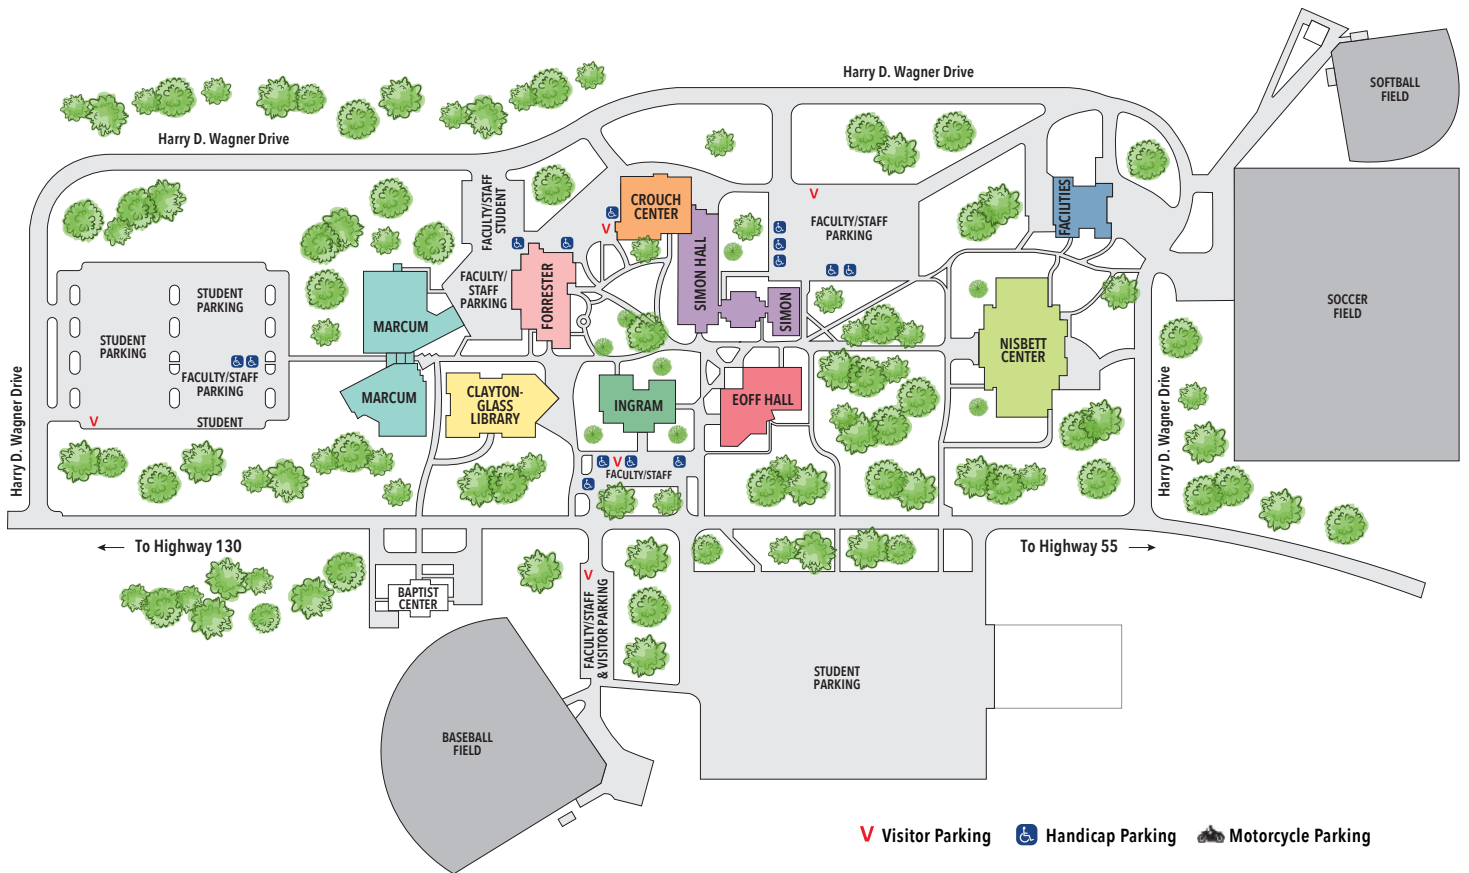 Harry D. Wagner Drive
SOFTBALL
FIELD
Harry D. Wagner Drive
FACULTY/STAFF
STUDENT
CROUCH
CENTER
V
V
FACULTY/STAFF
PARKING
FACILITIES
SIMON HALL
SIMON
FORRESTER
FACULTY/
STAFF
PARKING
STUDENT
PARKING
STUDENT
PARKING
FACULTY/STAFF
PARKING
V
STUDENT
MARCUM
MARCUM
CLAYTON-
GLASS
LIBRARY
INGRAM
EOFF HALL
NISBETT
CENTER
SOCCER
FIELD
Harry D. Wagner Drive
Harry D. Wagner Drive
V
FACULTY/STAFF
To Highway 130
To Highway 55
BAPTIST
CENTER
V
FACULTY/STAFF
& VISITOR PARKING
STUDENT
PARKING
BASEBALL
FIELD
V Visitor Parking
Handicap Parking
Motorcycle Parking